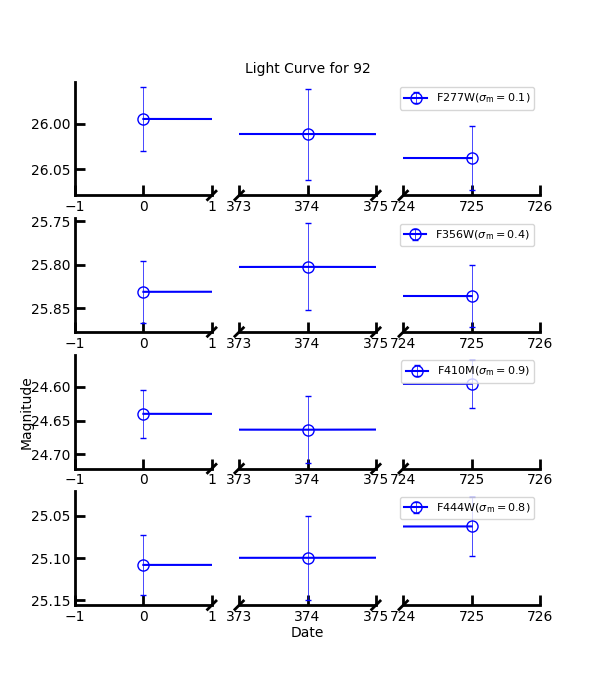 Light Curve for 92
F277W(σm = 0.1)
26.00
26.05
−1 0 1 373 374 375 724 725 726
25.75
F356W(σm = 0.4)
25.80
25.85
−1 0 1 373 374 375 724 725 726
F410M(σm = 0.9)
24.60
24.65
24.70
Magnitude
−1 0 1 373 374 375 724 725 726
F444W(σm = 0.8)
25.05
25.10
25.15
−1 0 1 373 374 375 724 725 726
Date